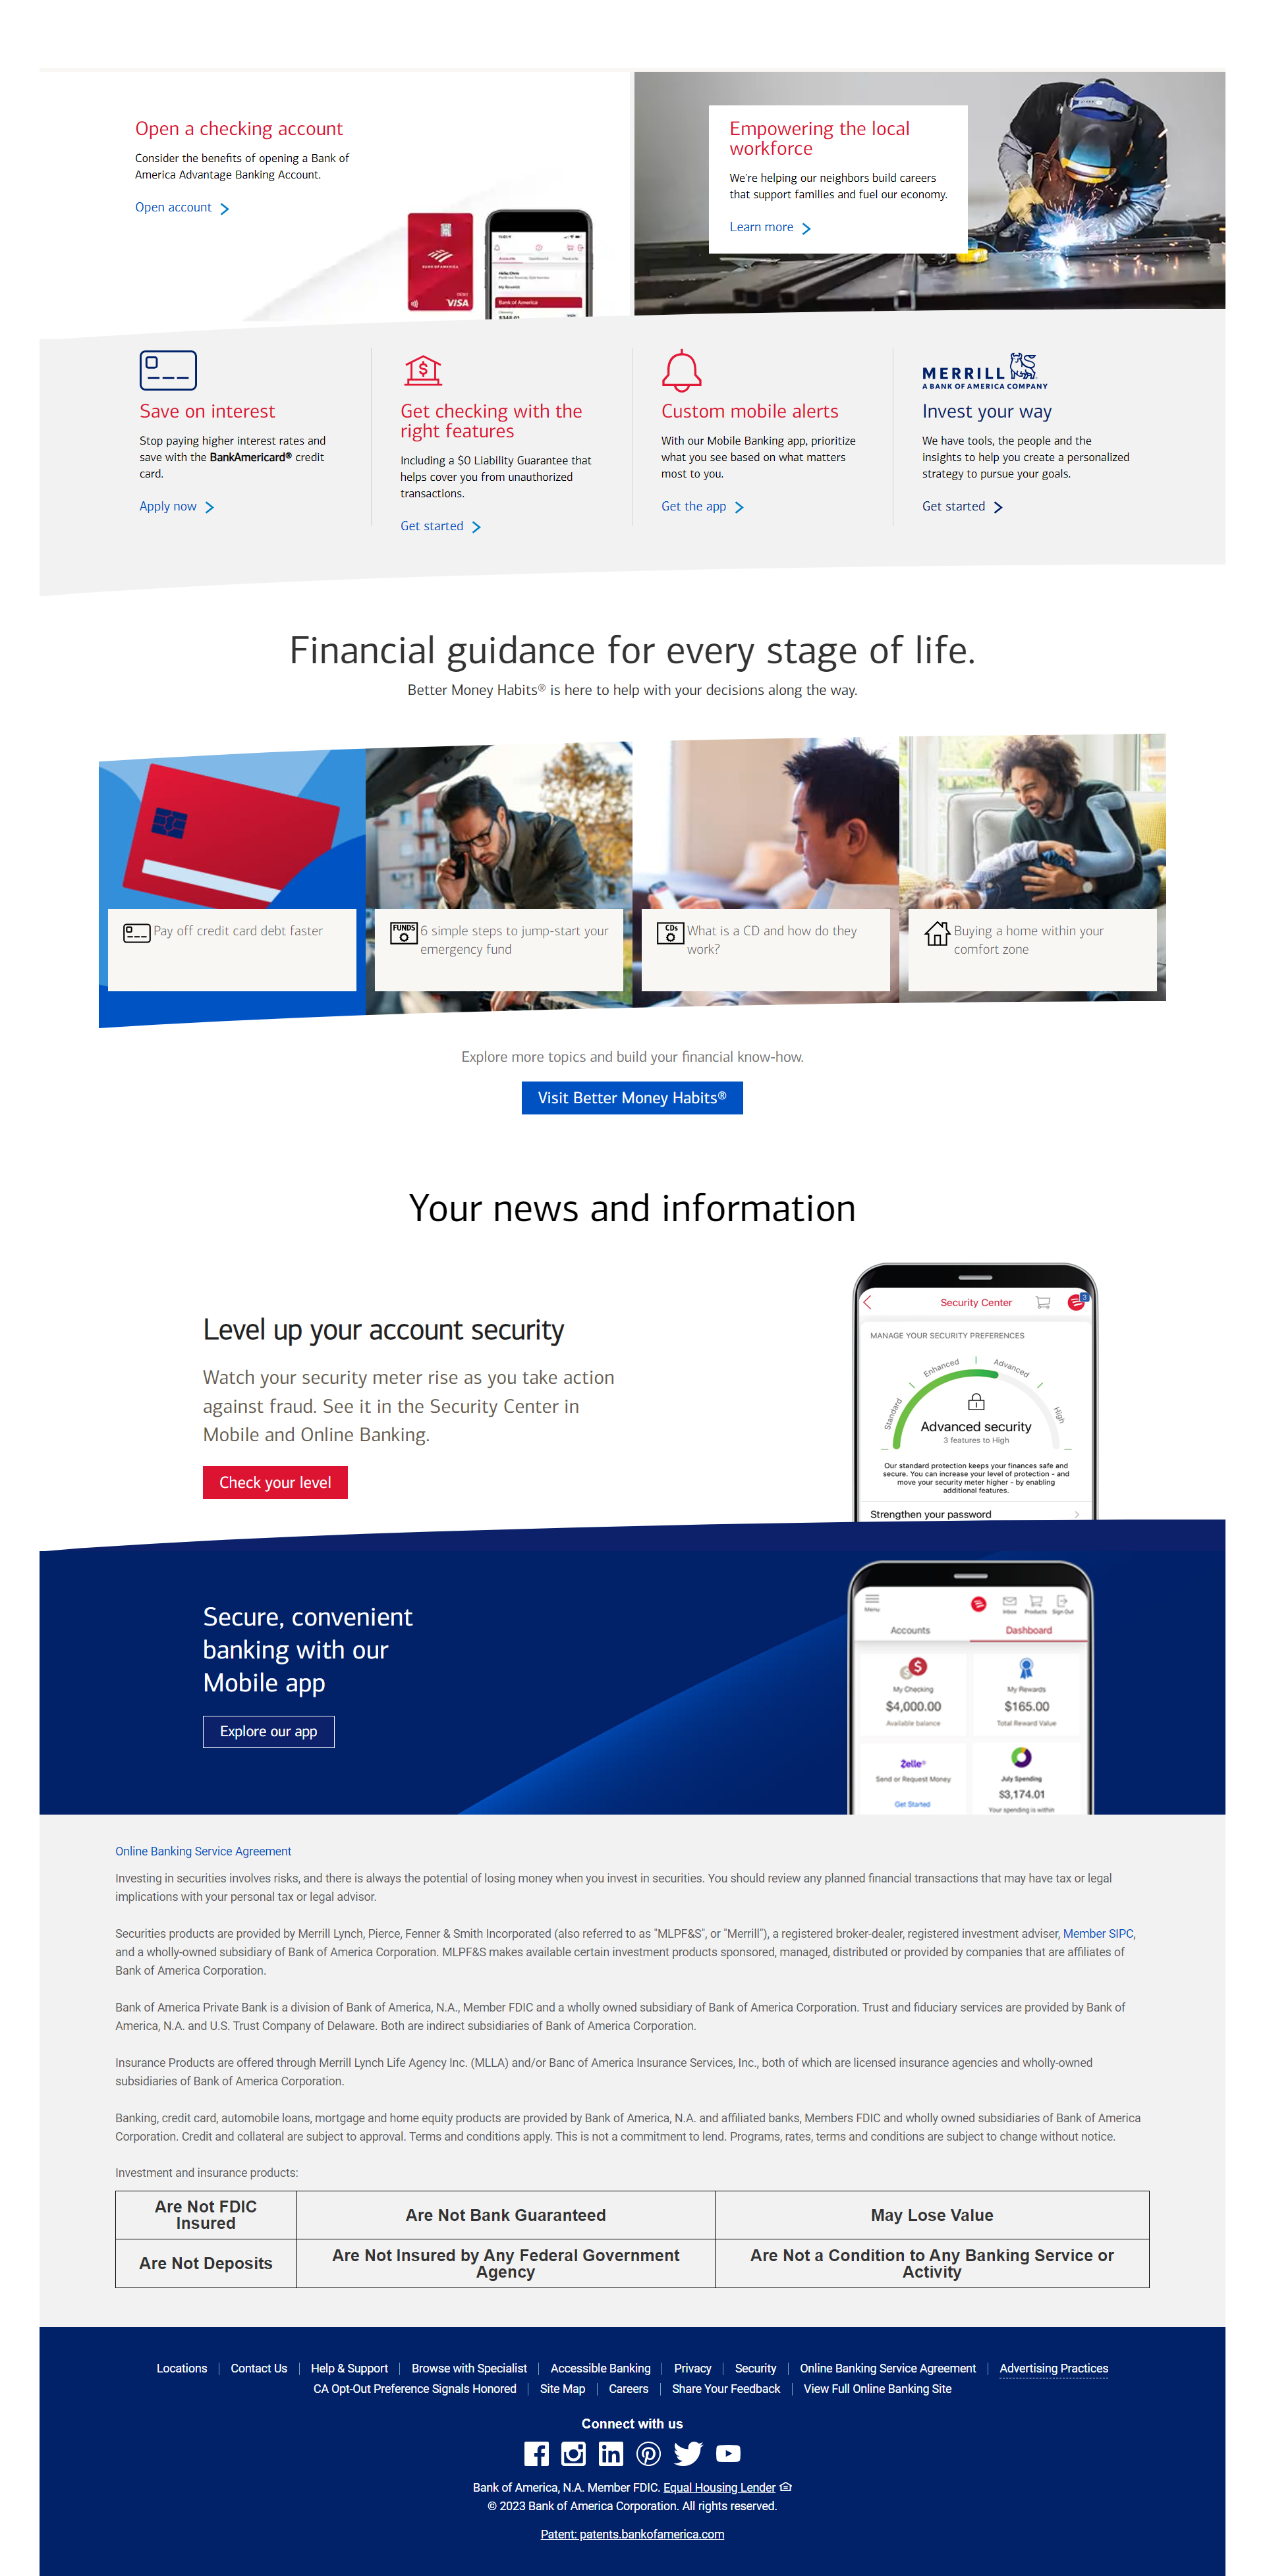 Open a checking account
Consider the benefits of opening a Bank of
America Advantage Banking Account.
Open account
BANK OF AMERICA
DEBIT
VISA
Accounts
Dashboard
Products
Hello, Chris
My Rewards
Bank of America
Empowering the local
workforce
We're helping our neighbors build careers
that support families and fuel our economy.
Learn more
Save on interest
Stop paying higher interest rates and
save with the BankAmericard® credit
card.
Apply now
Get checking with the
right features
Including a $0 Liability Guarantee that
helps cover you from unauthorized
transactions.
Get started
Custom mobile alerts
With our Mobile Banking app, prioritize
what you see based on what matters
most to you.
Get the app
MERRILL
A BANK OF AMERICA COMPANY
Invest your way
We have tools, the people and the
insights to help you create a personalized
strategy to pursue your goals.
Get started
Financial guidance for every stage of life.
Better Money Habits® is here to help with your decisions along the way.
Pay off credit card debt faster
FUNDS
6 simple steps to jump-start your
emergency fund
CDs
What is a CD and how do they
work?
Buying a home within your
comfort zone
Explore more topics and build your financial know-how.
Visit Better Money Habits®
Your news and information
Level up your account security
Watch your security meter rise as you take action
against fraud. See it in the Security Center in
Mobile and Online Banking.
Check your level
Security Center
3
MANAGE YOUR SECURITY PREFERENCES
Standard
Enhanced
Advanced
High
Advanced security
3 features to High
Our standard protection keeps your finances safe and
secure. You can increase your level of protection - and
move your security meter higher - by enabling
additional features.
Strengthen your password
Secure, convenient
banking with our
Mobile app
Explore our app
Menu
Inbox
Products
Sign Out
Accounts
Dashboard
My Checking
$4,000.00
Available balance
My Rewards
$165.00
Total Reward Value
Zelle®
Send or Request Money
Get Started
July Spending
$3,174.01
Your spending is within
Online Banking Service Agreement
Investing in securities involves risks, and there is always the potential of losing money when you invest in securities. You should review any planned financial transactions that may have tax or legal
implications with your personal tax or legal advisor.
Securities products are provided by Merrill Lynch, Pierce, Fenner & Smith Incorporated (also referred to as "MLPF&S", or "Merrill"), a registered broker-dealer, registered investment adviser, Member SIPC,
and a wholly-owned subsidiary of Bank of America Corporation. MLPF&S makes available certain investment products sponsored, managed, distributed or provided by companies that are affiliates of
Bank of America Corporation.
Bank of America Private Bank is a division of Bank of America, N.A., Member FDIC and a wholly owned subsidiary of Bank of America Corporation. Trust and fiduciary services are provided by Bank of
America, N.A. and U.S. Trust Company of Delaware. Both are indirect subsidiaries of Bank of America Corporation.
Insurance Products are offered through Merrill Lynch Life Agency Inc. (MLLA) and/or Banc of America Insurance Services, Inc., both of which are licensed insurance agencies and wholly-owned
subsidiaries of Bank of America Corporation.
Banking, credit card, automobile loans, mortgage and home equity products are provided by Bank of America, N.A. and affiliated banks, Members FDIC and wholly owned subsidiaries of Bank of America
Corporation. Credit and collateral are subject to approval. Terms and conditions apply. This is not a commitment to lend. Programs, rates, terms and conditions are subject to change without notice.
Investment and insurance products:
Are Not FDIC
Insured
Are Not Bank Guaranteed
May Lose Value
Are Not Deposits
Are Not Insured by Any Federal Government
Agency
Are Not a Condition to Any Banking Service or
Activity
Locations
Contact Us
Help & Support
Browse with Specialist
Accessible Banking
Privacy
Security
Online Banking Service Agreement
Advertising Practices
CA Opt-Out Preference Signals Honored
Site Map
Careers
Share Your Feedback
View Full Online Banking Site
Connect with us
Bank of America, N.A. Member FDIC. Equal Housing Lender
© 2023 Bank of America Corporation. All rights reserved.
Patent: patents.bankofamerica.com